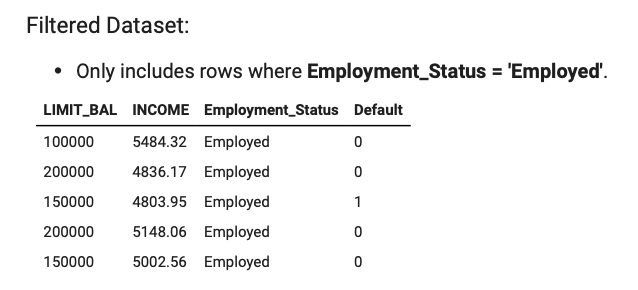 Filtered Dataset:
• Only includes rows where Employment_Status = 'Employed'.
LIMIT_BAL INCOME Employment_Status Default
100000 5484.32 Employed 0
200000 4836.17 Employed 0
150000 4803.95 Employed 1
200000 5148.06 Employed 0
150000 5002.56 Employed 0